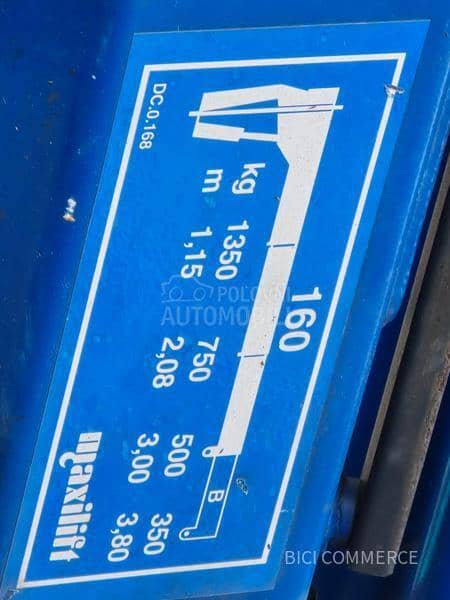 160
B
kg 1350 750 500 350
m 1,15 2,08 3,00 3,80
DC.0.168
maxilift
POLOVNI
AUTOMOBILI
BICI COMMERCE